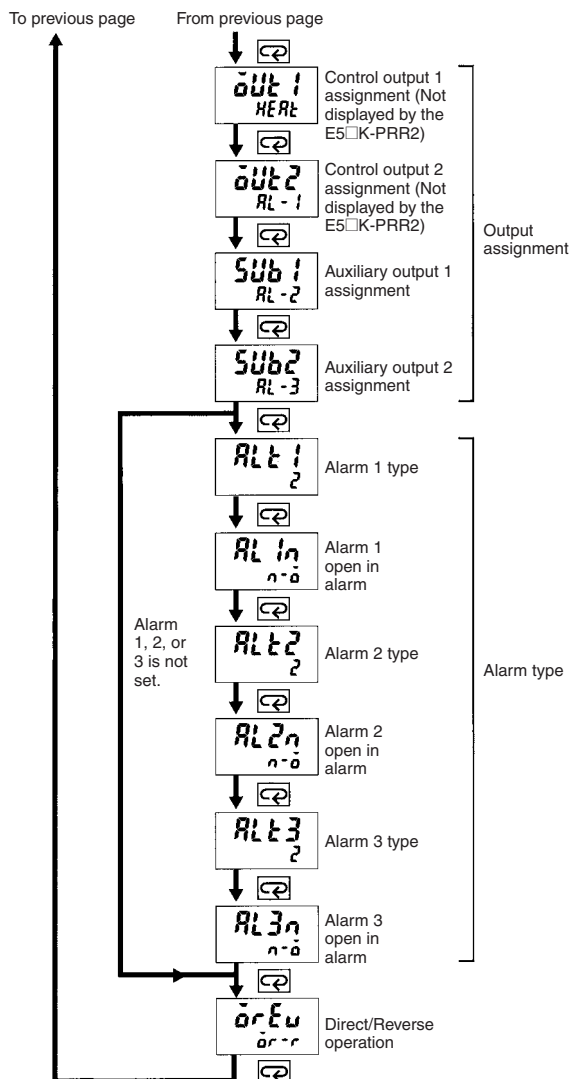 To previous page
From previous page
out1
HEAt
Control output 1
assignment (Not
displayed by the
E5□K-PRR2)
out2
AL-1
Control output 2
assignment (Not
displayed by the
E5□K-PRR2)
Output
assignment
SUb1
AL-2
Auxiliary output 1
assignment
SUb2
AL-3
Auxiliary output 2
assignment
ALt1
2
Alarm 1 type
AL1n
n-o
Alarm 1
open in
alarm
Alarm
1, 2, or
3 is not
set.
ALt2
2
Alarm 2 type
Alarm type
AL2n
n-o
Alarm 2
open in
alarm
ALt3
2
Alarm 3 type
AL3n
n-o
Alarm 3
open in
alarm
orEv
or-r
Direct/Reverse
operation